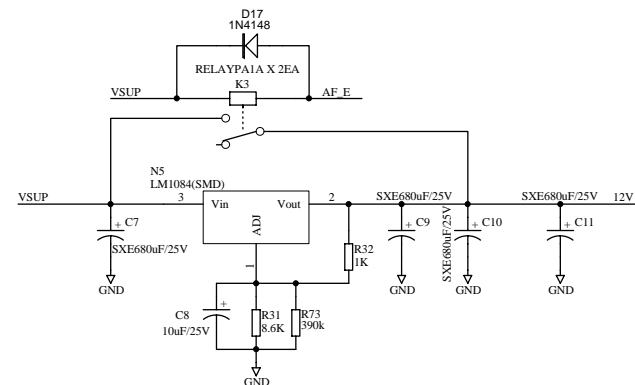 D17
1N4148
RELAYPA1A X 2EA
VSUP
K3
AF_E
N5
LM1084(SMD)
VSUP
3
Vin
Vout
2
SXE680uF/25V
SXE680uF/25V
12V
ADJ
+
C7
SXE680uF/25V
+
C9
SXE680uF/25V
+
C10
+
C11
R32
1K
1
GND
GND
GND
GND
C8
10uF/25V
+
R31
8.6K
R73
390k
GND